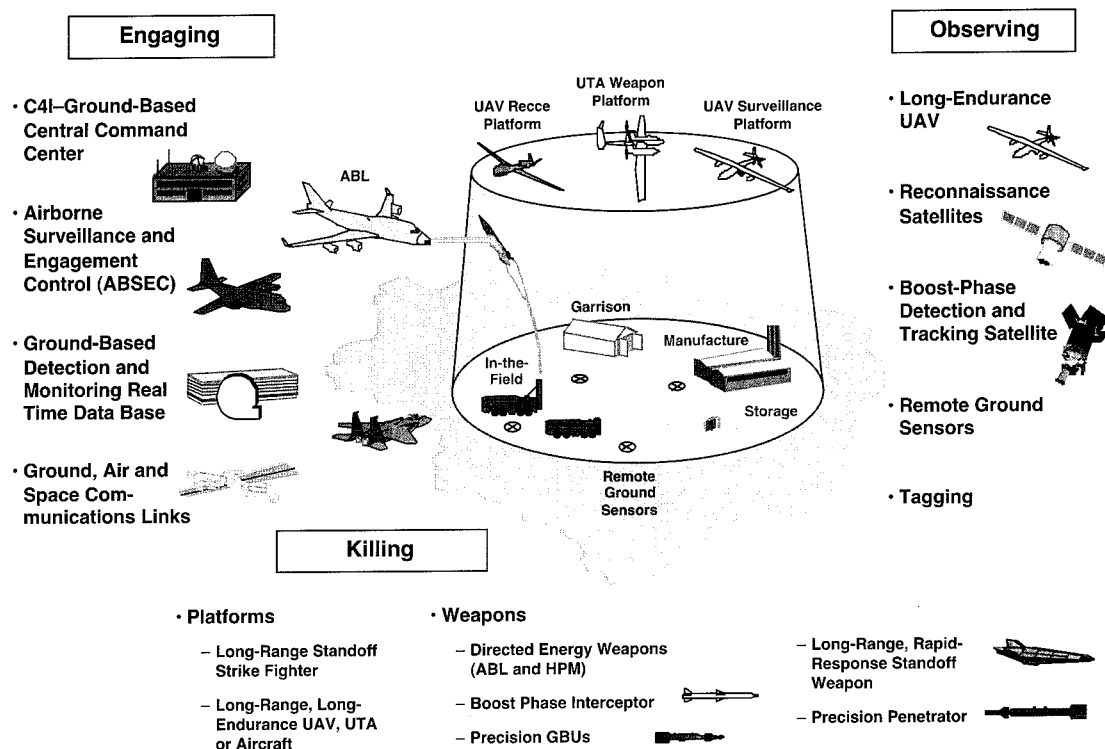 Engaging
• C4I–Ground-Based
Central Command
Center
• Airborne
Surveillance and
Engagement
Control (ABSEC)
• Ground-Based
Detection and
Monitoring Real
Time Data Base
• Ground, Air and
Space Com-
munications Links
UAV Recce
Platform
UTA Weapon
Platform
UAV Surveillance
Platform
ABL
Garrison
Manufacture
In-the-
Field
Storage
Remote
Ground
Sensors
Observing
• Long-Endurance
UAV
• Reconnaissance
Satellites
• Boost-Phase
Detection and
Tracking Satellite
• Remote Ground
Sensors
• Tagging
Killing
• Platforms
– Long-Range Standoff
Strike Fighter
– Long-Range, Long-
Endurance UAV, UTA
or Aircraft
• Weapons
– Directed Energy Weapons
(ABL and HPM)
– Boost Phase Interceptor
– Precision GBUs
– Long-Range, Rapid-
Response Standoff
Weapon
– Precision Penetrator